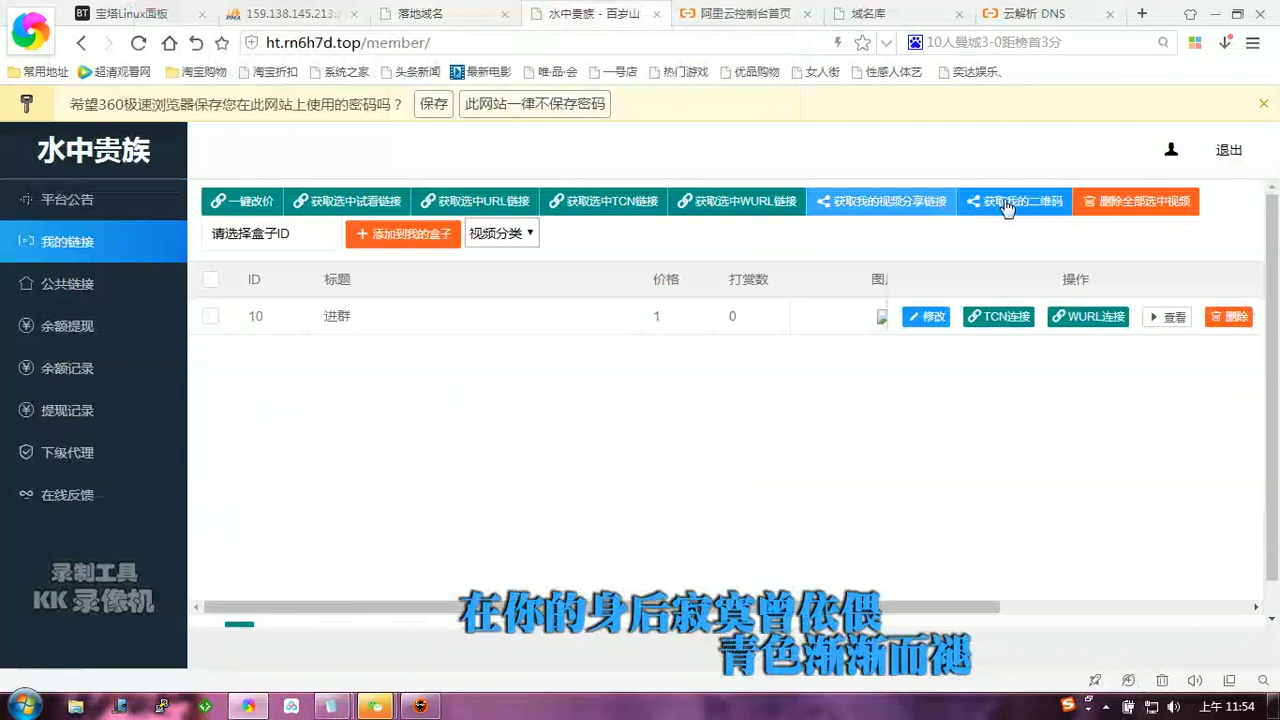 宝塔Linux面板
159.138.145.213
落地域名
水中贵族 - 百岁山
阿里云控制台首页
域名库
云解析 DNS
ht.rn6h7d.top/member/
10人曼城3-0距榜首3分
常用地址
超清观看网
淘宝购物
淘宝折扣
系统之家
头条新闻
最新电影
唯·品·会
一号店
热门游戏
优品购物
女人街
性感人体艺
突达娱乐、
希望360极速浏览器保存您在此网站上使用的密码吗？
保存
此网站一律不保存密码
水中贵族
退出
平台公告
我的链接
公共链接
余额提现
余额记录
提现记录
下级代理
在线反馈
一键改价
获取选中试看链接
获取选中URL链接
获取选中TCN链接
获取选中WURL链接
获取我的视频分享链接
获取我的二维码
删除全部选中视频
请选择盒子ID
添加到我的盒子
视频分类
ID
标题
价格
打赏数
操作
10
进群
1
0
修改
TCN连接
WURL连接
查看
删除
录制工具
KK 录像机
在你的身后寂寞曾依偎
青色渐渐而褪
上午 11:54